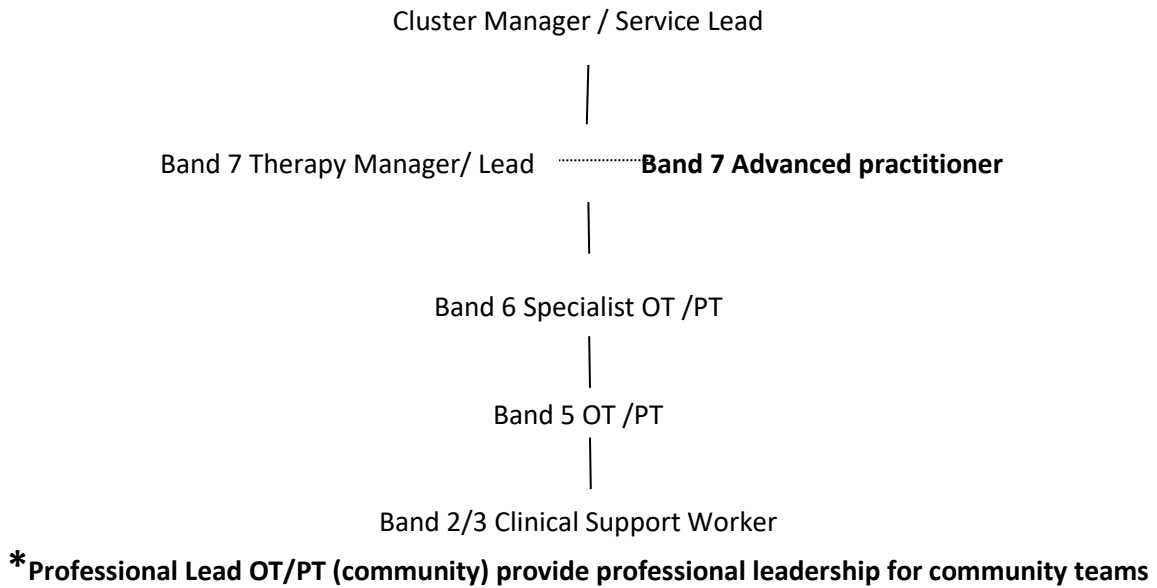 Cluster Manager / Service Lead
Band 7 Therapy Manager/ Lead Band 7 Advanced practitioner
Band 6 Specialist OT /PT
Band 5 OT /PT
Band 2/3 Clinical Support Worker
*Professional Lead OT/PT (community) provide professional leadership for community teams